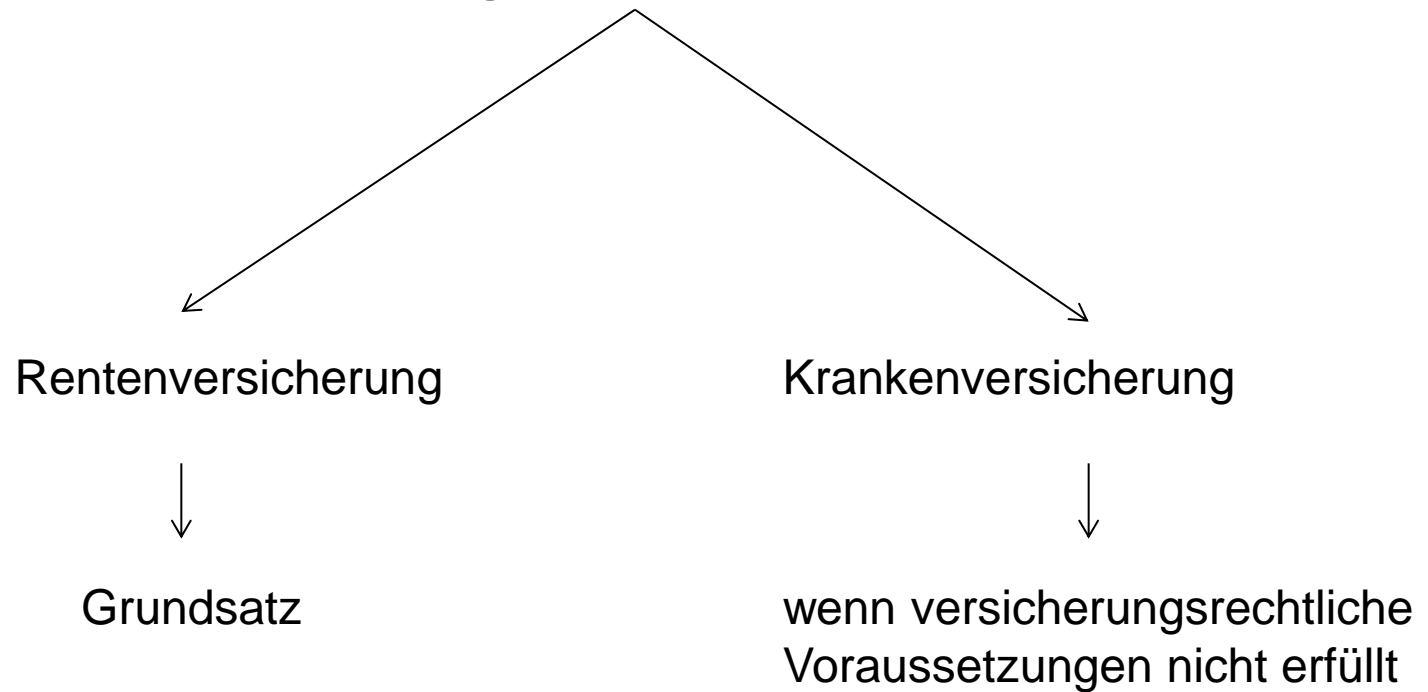 Rentenversicherung
Krankenversicherung
Grundsatz
wenn versicherungsrechtliche
Voraussetzungen nicht erfüllt